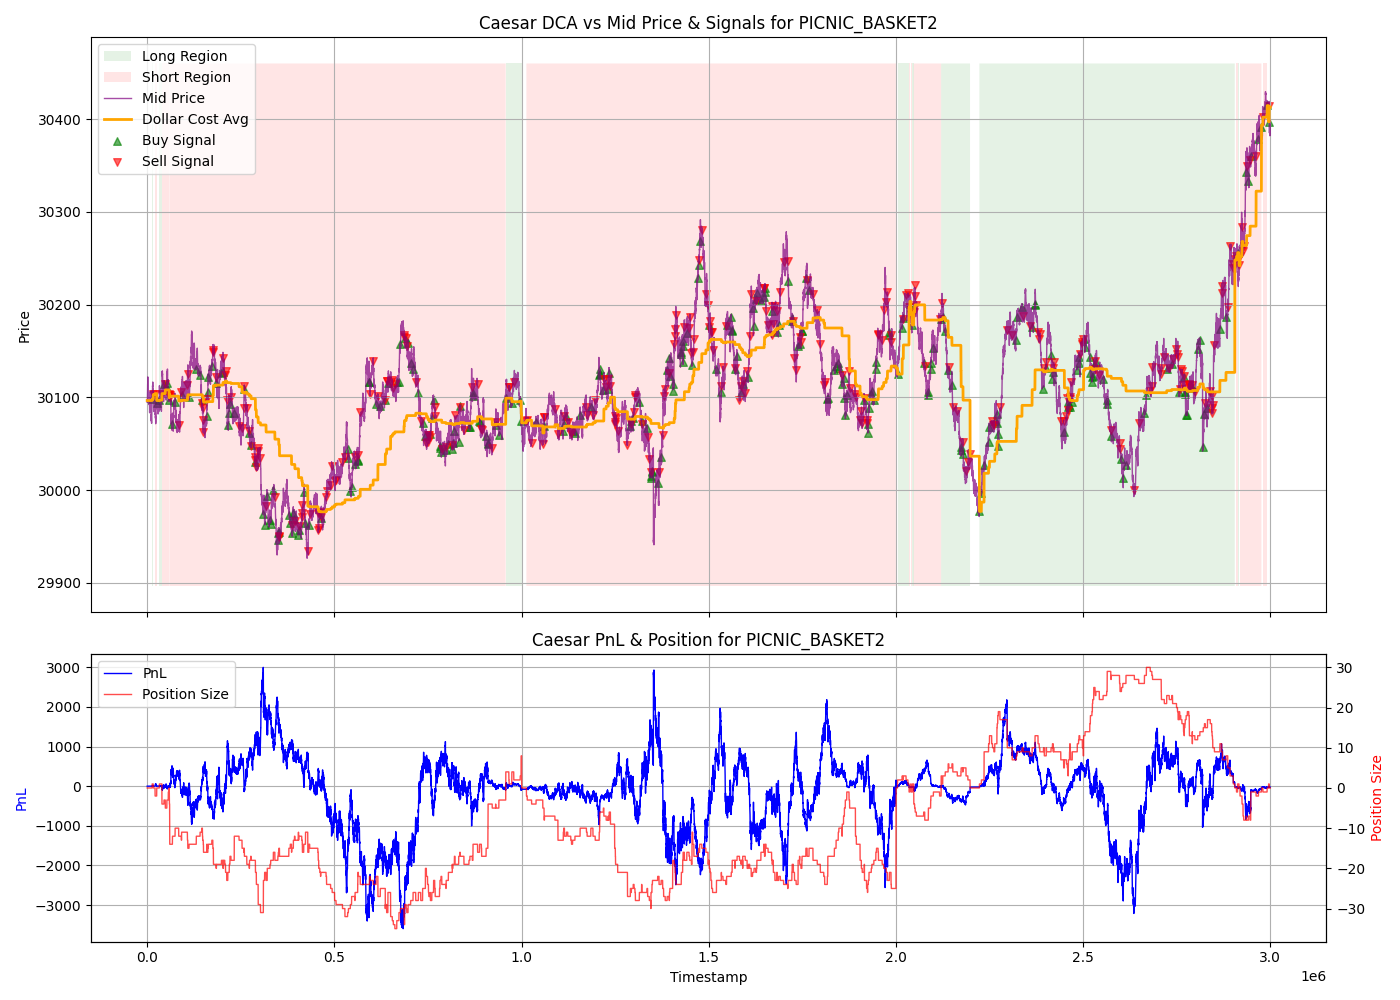 Caesar DCA vs Mid Price & Signals for PICNIC_BASKET2
Long Region
Short Region
Mid Price
Dollar Cost Avg
Buy Signal
Sell Signal
Price
30400
30300
30200
30100
30000
29900
Caesar PnL & Position for PICNIC_BASKET2
PnL
Position Size
PnL
3000
2000
1000
0
−1000
−2000
−3000
30
20
10
0
−10
−20
−30
Position Size
0.0 0.5 1.0 1.5 2.0 2.5 3.0
Timestamp
1e6